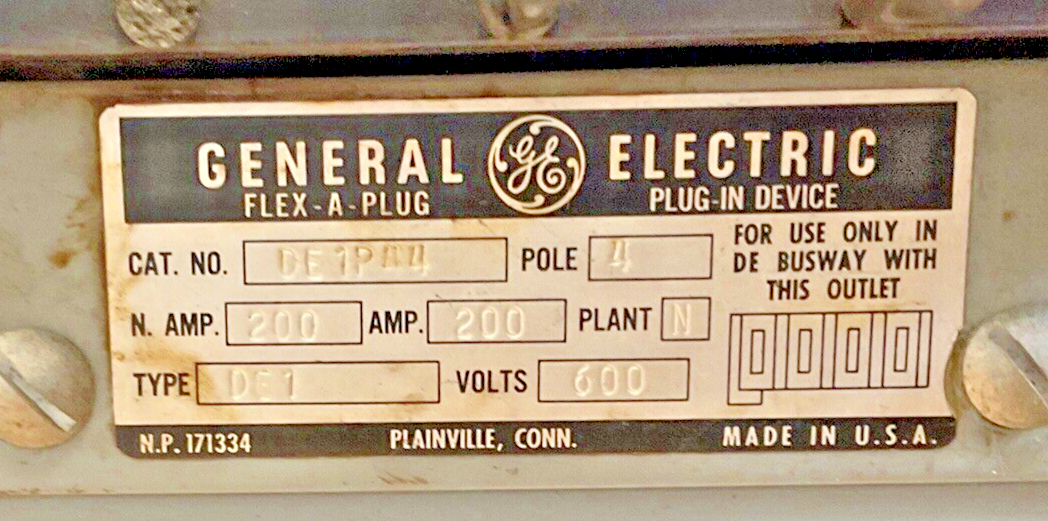 GENERAL GE ELECTRIC
FLEX-A-PLUG PLUG-IN DEVICE
CAT. NO. DE1P44 POLE 4
FOR USE ONLY IN
DE BUSWAY WITH
THIS OUTLET
N. AMP. 200 AMP. 200 PLANT N
TYPE DE1 VOLTS 600
N.P. 171334 PLAINVILLE, CONN. MADE IN U.S.A.